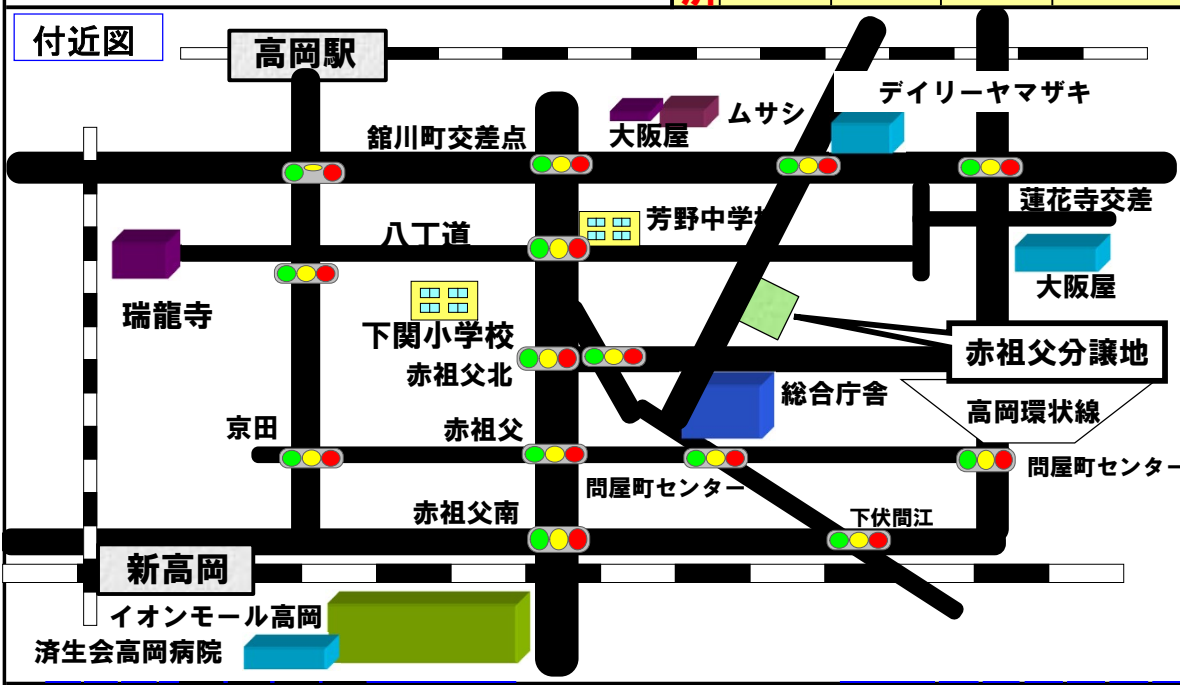 付近図
高岡駅
デイリーヤマザキ
ムサシ
大阪屋
舘川町交差点
蓮花寺交差
芳野中学校
八丁道
大阪屋
瑞龍寺
下関小学校
赤祖父分譲地
赤祖父北
総合庁舎
高岡環状線
京田
赤祖父
問屋町センター
問屋町センター
赤祖父南
下伏間江
新高岡
イオンモール高岡
済生会高岡病院